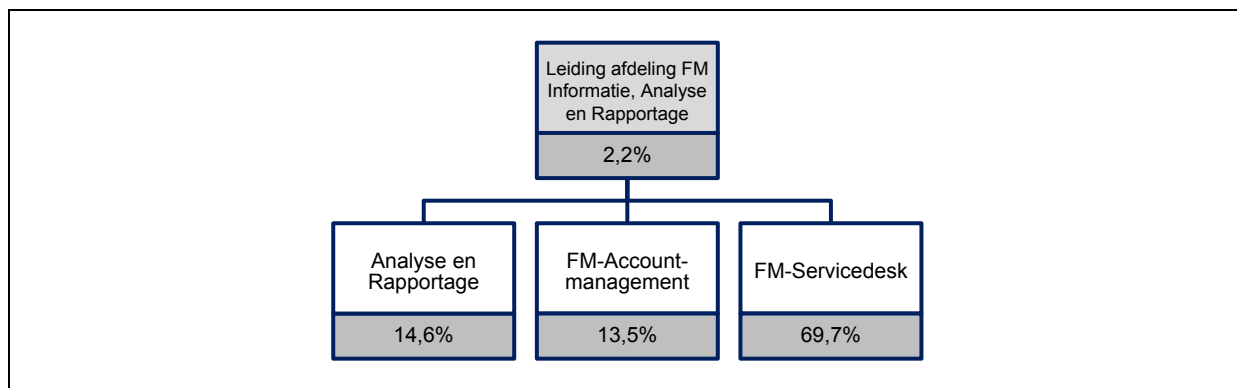 Leiding afdeling FM
Informatie, Analyse
en Rapportage
2,2%
Analyse en
Rapportage
14,6%
FM-Account-
management
13,5%
FM-Servicedesk
69,7%